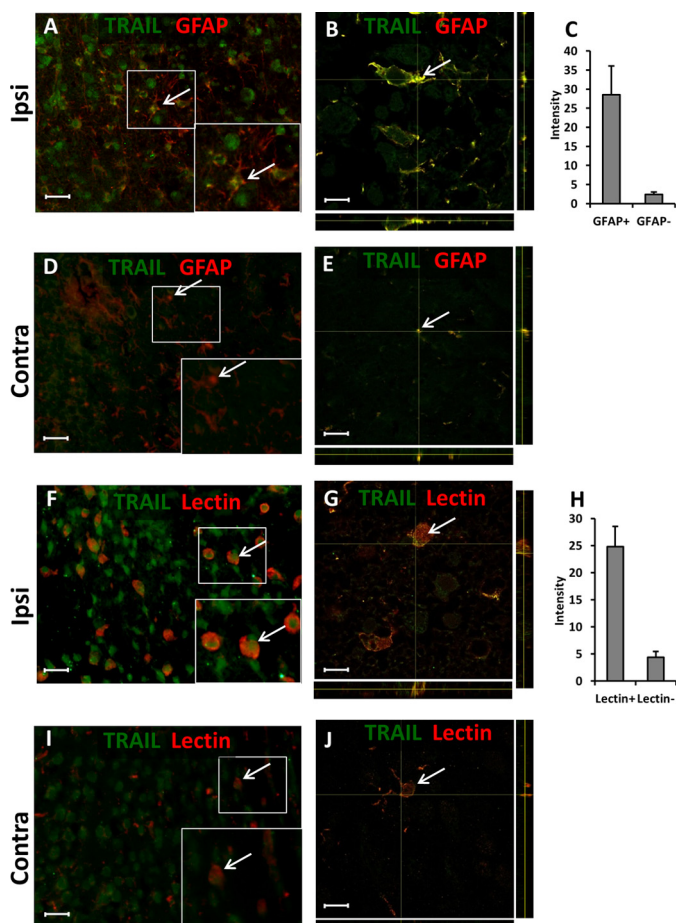 A TRAIL GFAP
B TRAIL GFAP
C
Ipsi
Intensity
40
35
30
25
20
15
10
5
0
GFAP+ GFAP-
D TRAIL GFAP
E TRAIL GFAP
Contra
F TRAIL Lectin
G TRAIL Lectin
H
Ipsi
Intensity
30
25
20
15
10
5
0
Lectin+ Lectin-
I TRAIL Lectin
J TRAIL Lectin
Contra